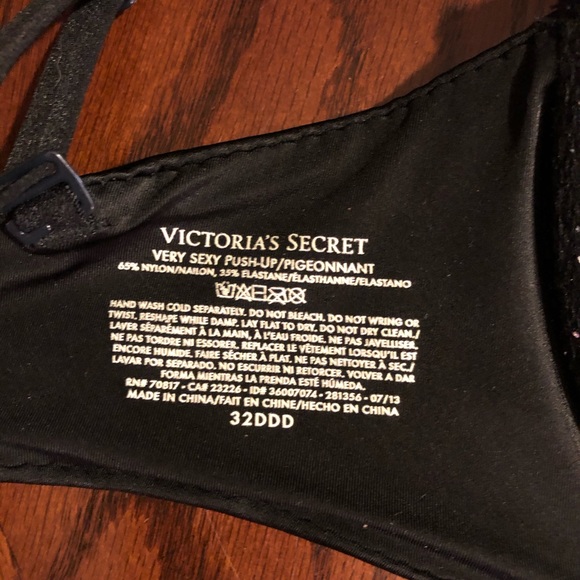 VICTORIA'S SECRET
VERY SEXY PUSH-UP/PIGEONNANT
65% NYLON/NAILON, 35% ELASTANE/ÉLASTHANNE/ELASTANO
HAND WASH COLD SEPARATELY. DO NOT BLEACH. DO NOT WRING OR
TWIST, RESHAPE WHILE DAMP. LAY FLAT TO DRY. DO NOT DRY CLEAN./
LAVER SÉPARÉMENT À LA MAIN, À L'EAU FROIDE. NE PAS JAVELLISER.
NE PAS TORDRE NI ESSORER. REPLACER LE VÊTEMENT LORSQU'IL EST
ENCORE HUMIDE. FAIRE SÉCHER À PLAT. NE PAS NETTOYER À SEC./
LAVAR POR SEPARADO. NO ESCURRIR NI RETORCER. VOLVER A DAR
FORMA MIENTRAS LA PRENDA ESTÉ HÚMEDA.
RN# 70817 - CA# 23226 - ID# 36007074 - 281356 - 07/13
MADE IN CHINA/FAIT EN CHINE/HECHO EN CHINA
32DDD